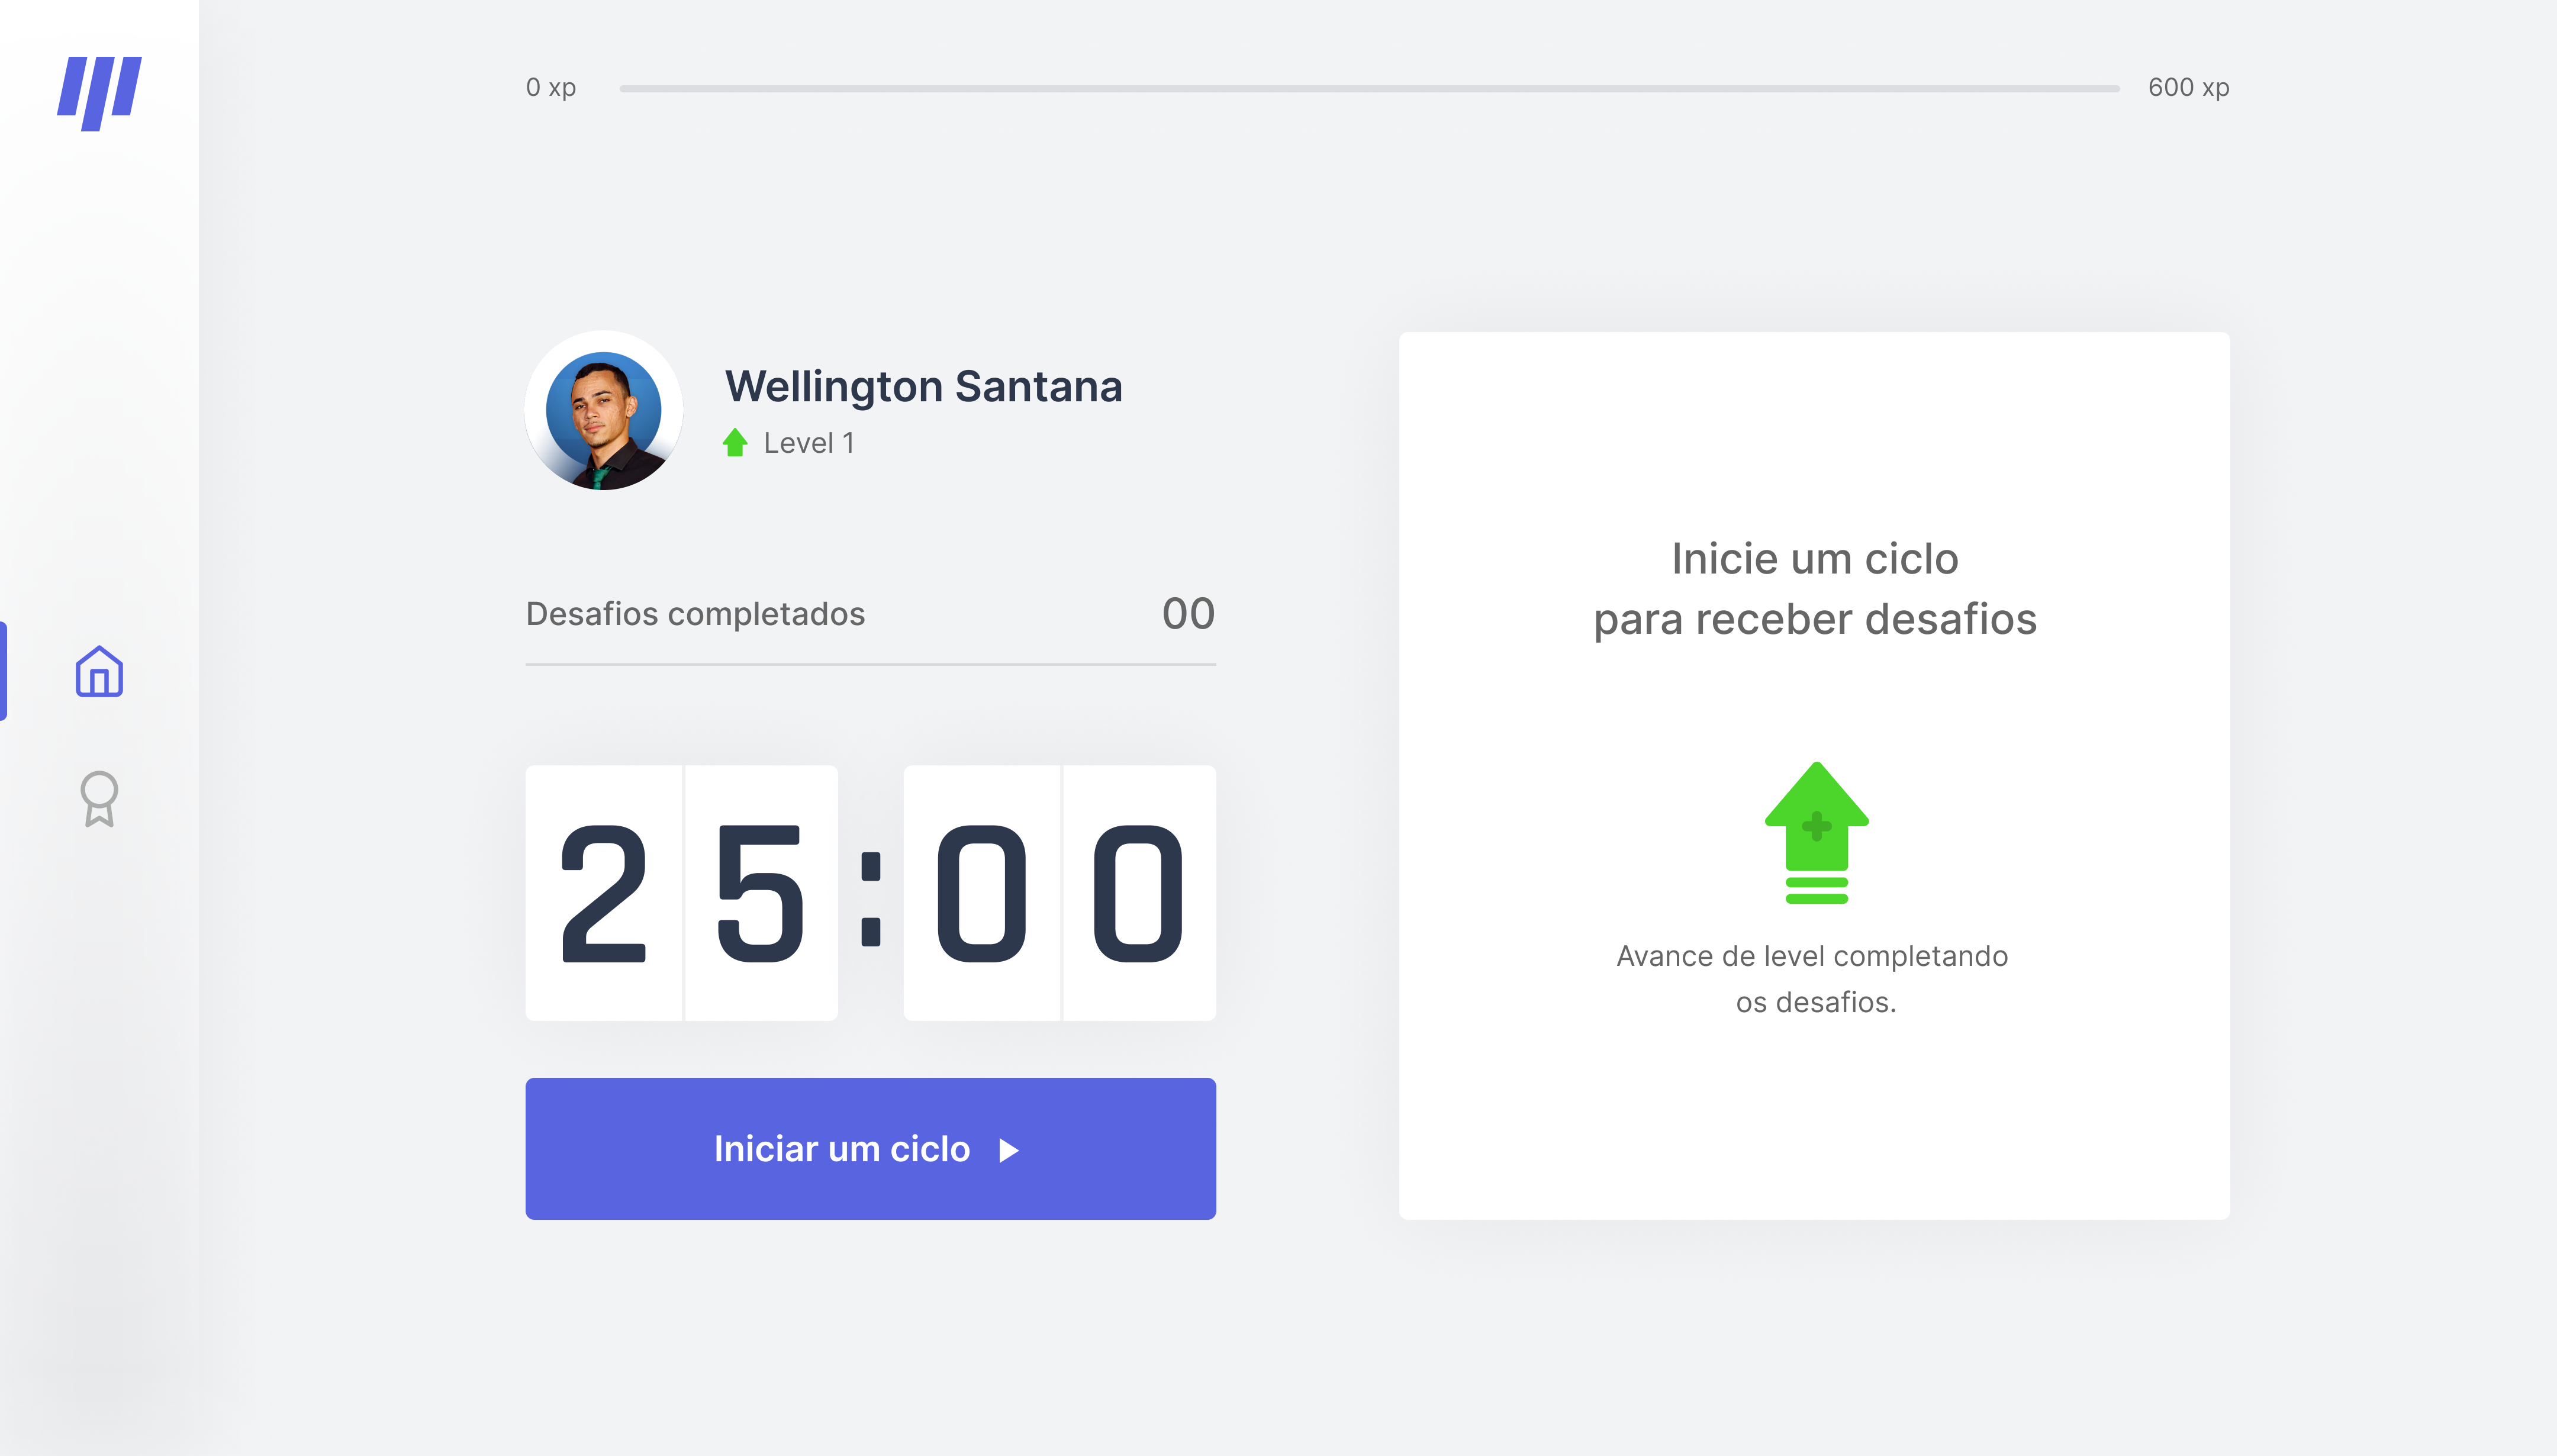 0 xp
600 xp
Wellington Santana
Level 1
Desafios completados
00
25:00
Iniciar um ciclo
Inicie um ciclo
para receber desafios
Avance de level completando
os desafios.